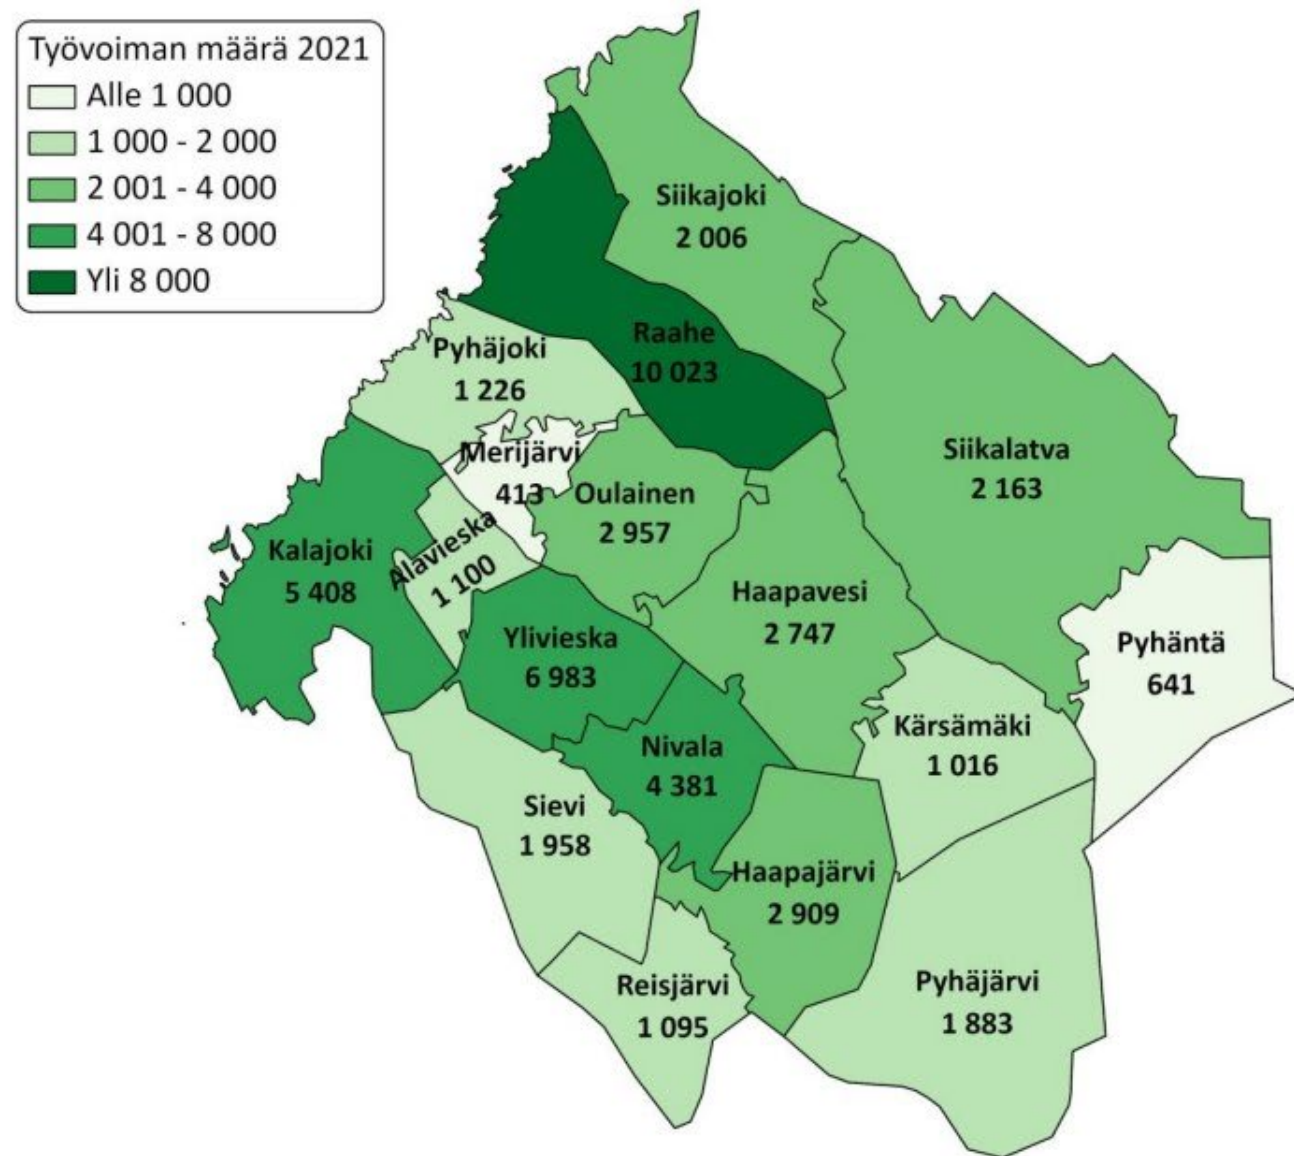 Työvoiman määrä 2021
Alle 1 000
1 000 - 2 000
2 001 - 4 000
4 001 - 8 000
Yli 8 000
Siikajoki
2 006
Raahe
10 023
Pyhäjoki
1 226
Merijärvi
413
Oulainen
2 957
Siikalatva
2 163
Kalajoki
5 408
Alavieska
1 100
Haapavesi
2 747
Ylivieska
6 983
Pyhäntä
641
Kärsämäki
1 016
Nivala
4 381
Sievi
1 958
Haapajärvi
2 909
Reisjärvi
1 095
Pyhäjärvi
1 883